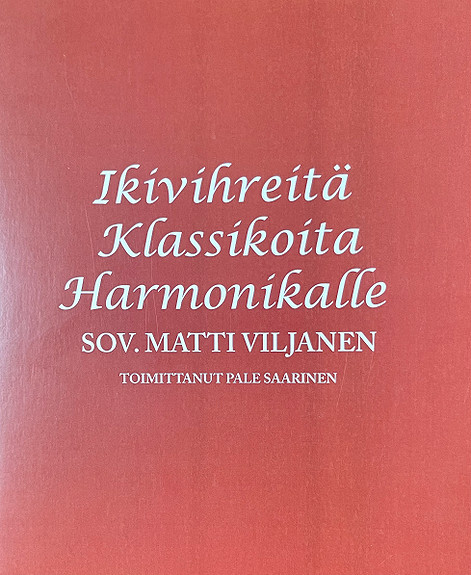 Ikivihreitä
Klassikoita
Harmonikalle
SOV. MATTI VILJANEN
TOIMITTANUT PALE SAARINEN